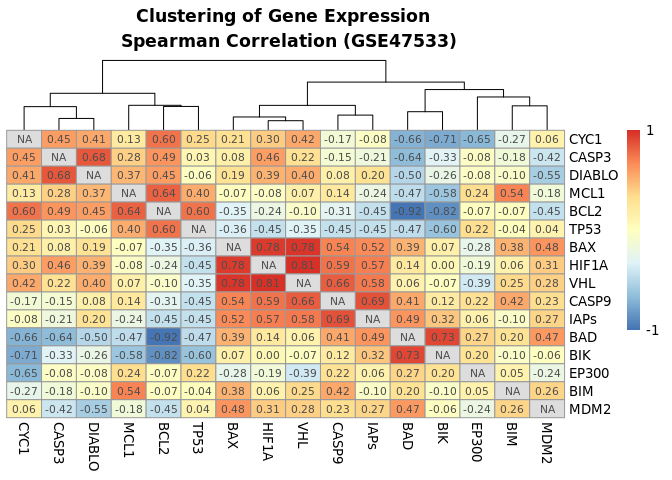 Clustering of Gene Expression
Spearman Correlation (GSE47533)
1
NA 0.45 0.41 0.13 0.60 0.25 0.21 0.30 0.42 -0.17 -0.08 -0.66 -0.71 -0.65 -0.27 0.06 CYC1
0.45 NA 0.68 0.28 0.49 0.03 0.08 0.46 0.22 -0.15 -0.21 -0.64 -0.33 -0.08 -0.18 -0.42 CASP3
0.41 0.68 NA 0.37 0.45 -0.06 0.19 0.39 0.40 0.08 0.20 -0.50 -0.26 -0.08 -0.10 -0.55 DIABLO
0.13 0.28 0.37 NA 0.64 0.40 -0.07 -0.08 0.07 0.14 -0.24 -0.47 -0.58 0.24 0.54 -0.18 MCL1
0.60 0.49 0.45 0.64 NA 0.60 -0.35 -0.24 -0.10 -0.31 -0.45 -0.92 -0.82 -0.07 -0.07 -0.45 BCL2
0.25 0.03 -0.06 0.40 0.60 NA -0.36 -0.45 -0.35 -0.45 -0.45 -0.47 -0.60 0.22 -0.04 0.04 TP53
0.21 0.08 0.19 -0.07 -0.35 -0.36 NA 0.78 0.78 0.54 0.52 0.39 0.07 -0.28 0.38 0.48 BAX
0.30 0.46 0.39 -0.08 -0.24 -0.45 0.78 NA 0.81 0.59 0.57 0.14 0.00 -0.19 0.06 0.31 HIF1A
0.42 0.22 0.40 0.07 -0.10 -0.35 0.78 0.81 NA 0.66 0.58 0.06 -0.07 -0.39 0.25 0.28 VHL
-0.17 -0.15 0.08 0.14 -0.31 -0.45 0.54 0.59 0.66 NA 0.69 0.41 0.12 0.22 0.42 0.23 CASP9
-0.08 -0.21 0.20 -0.24 -0.45 -0.45 0.52 0.57 0.58 0.69 NA 0.49 0.32 0.06 -0.10 0.27 IAPs
-0.66 -0.64 -0.50 -0.47 -0.92 -0.47 0.39 0.14 0.06 0.41 0.49 NA 0.73 0.27 0.20 0.47 BAD
-1
-0.71 -0.33 -0.26 -0.58 -0.82 -0.60 0.07 0.00 -0.07 0.12 0.32 0.73 NA 0.20 -0.10 -0.06 BIK
-0.65 -0.08 -0.08 0.24 -0.07 0.22 -0.28 -0.19 -0.39 0.22 0.06 0.27 0.20 NA 0.05 -0.24 EP300
-0.27 -0.18 -0.10 0.54 -0.07 -0.04 0.38 0.06 0.25 0.42 -0.10 0.20 -0.10 0.05 NA 0.26 BIM
0.06 -0.42 -0.55 -0.18 -0.45 0.04 0.48 0.31 0.28 0.23 0.27 0.47 -0.06 -0.24 0.26 NA MDM2
CYC1 CASP3 DIABLO MCL1 BCL2 TP53 BAX HIF1A VHL CASP9 IAPs BAD BIK EP300 BIM MDM2